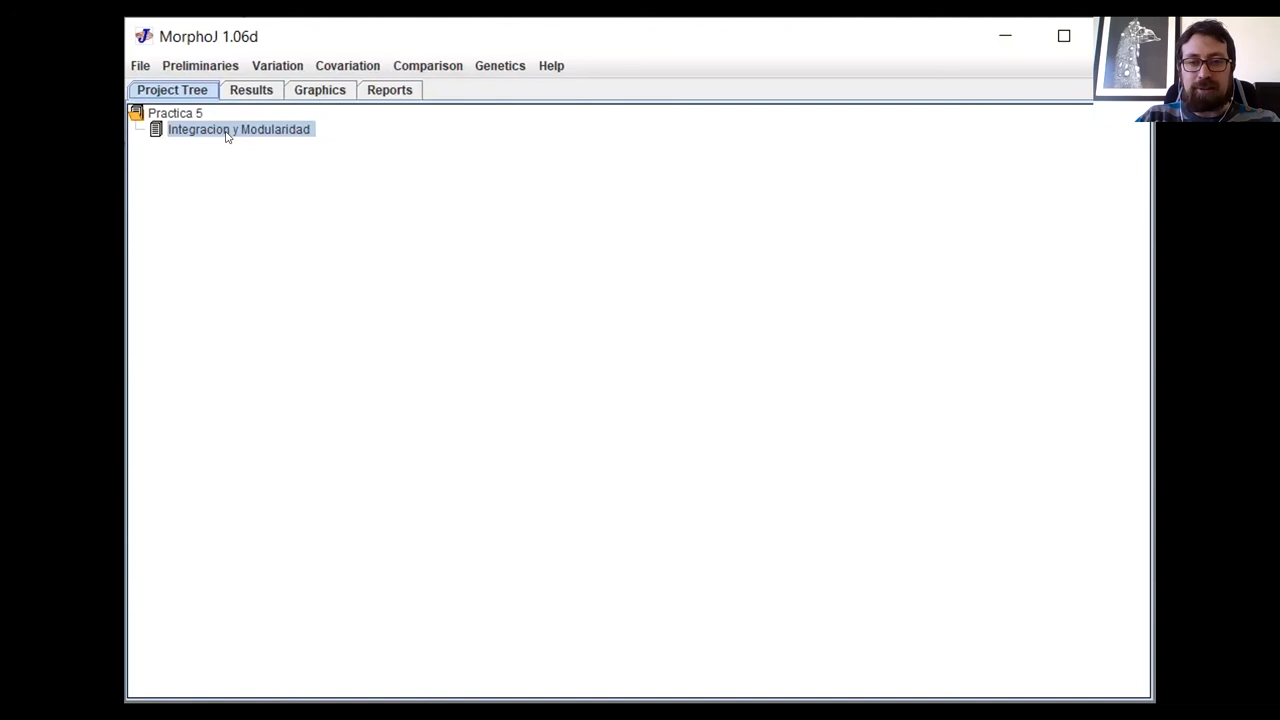 MorphoJ 1.06d
File Preliminaries Variation Covariation Comparison Genetics Help
Project Tree Results Graphics Reports
Practica 5
Integracion y Modularidad